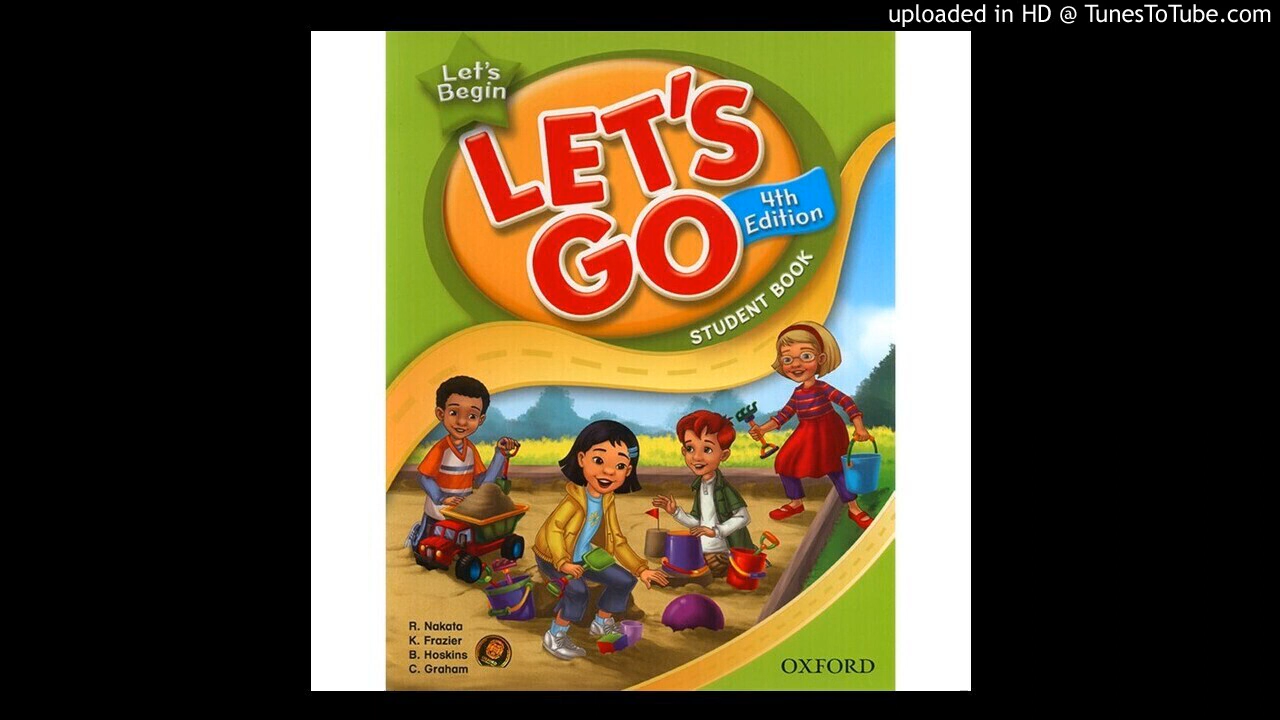 uploaded in HD @ TunesToTube.com
Let's
Begin
LET'S
GO
4th
Edition
STUDENT BOOK
R. Nakata
K. Frazier
B. Hoskins
C. Graham
OXFORD